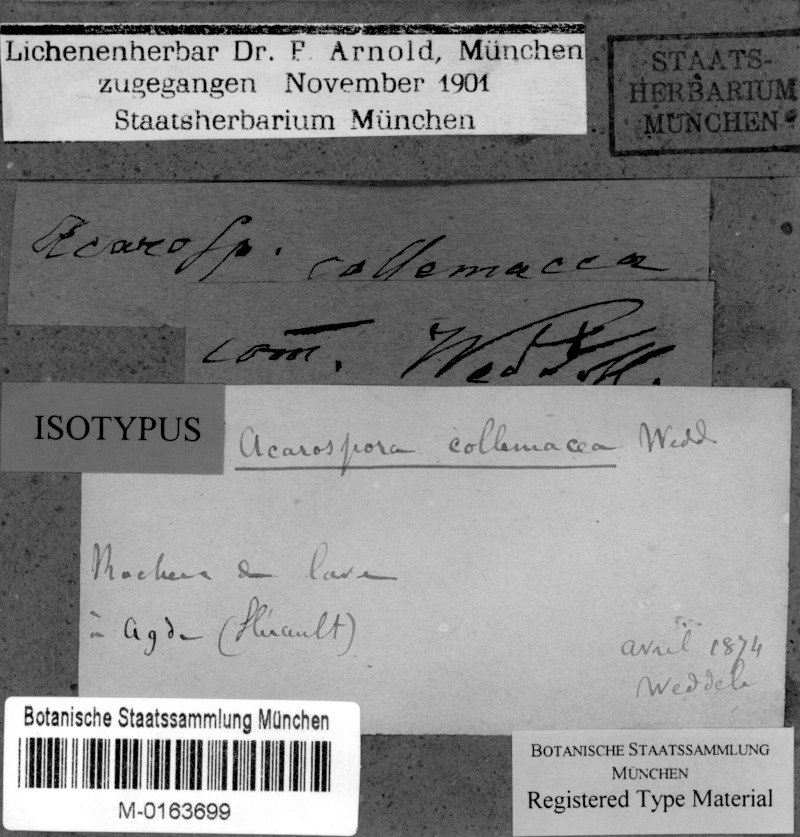 Lichenenherbar Dr. F. Arnold, München
zugegangen November 1901
Staatsherbarium München
STAATS-
HERBARIUM
MÜNCHEN
Acarosp. collemacea
com. Weddell.
ISOTYPUS
Acarospora collemacea Wedd
Rochers de lave
à Agde (Hérault)
avril 1874
Weddell
Botanische Staatssammlung München
M-0163699
BOTANISCHE STAATSSAMMLUNG
MÜNCHEN
Registered Type Material